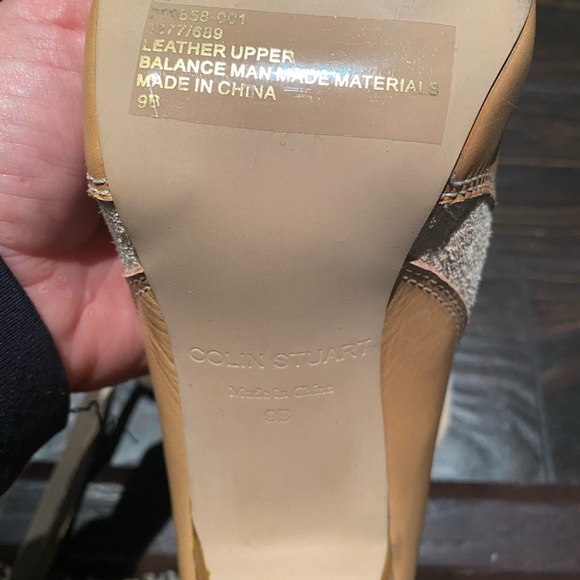 LEATHER UPPER
BALANCE MAN MADE MATERIALS
MADE IN CHINA
9B
COLIN STUART
Made In China
9B